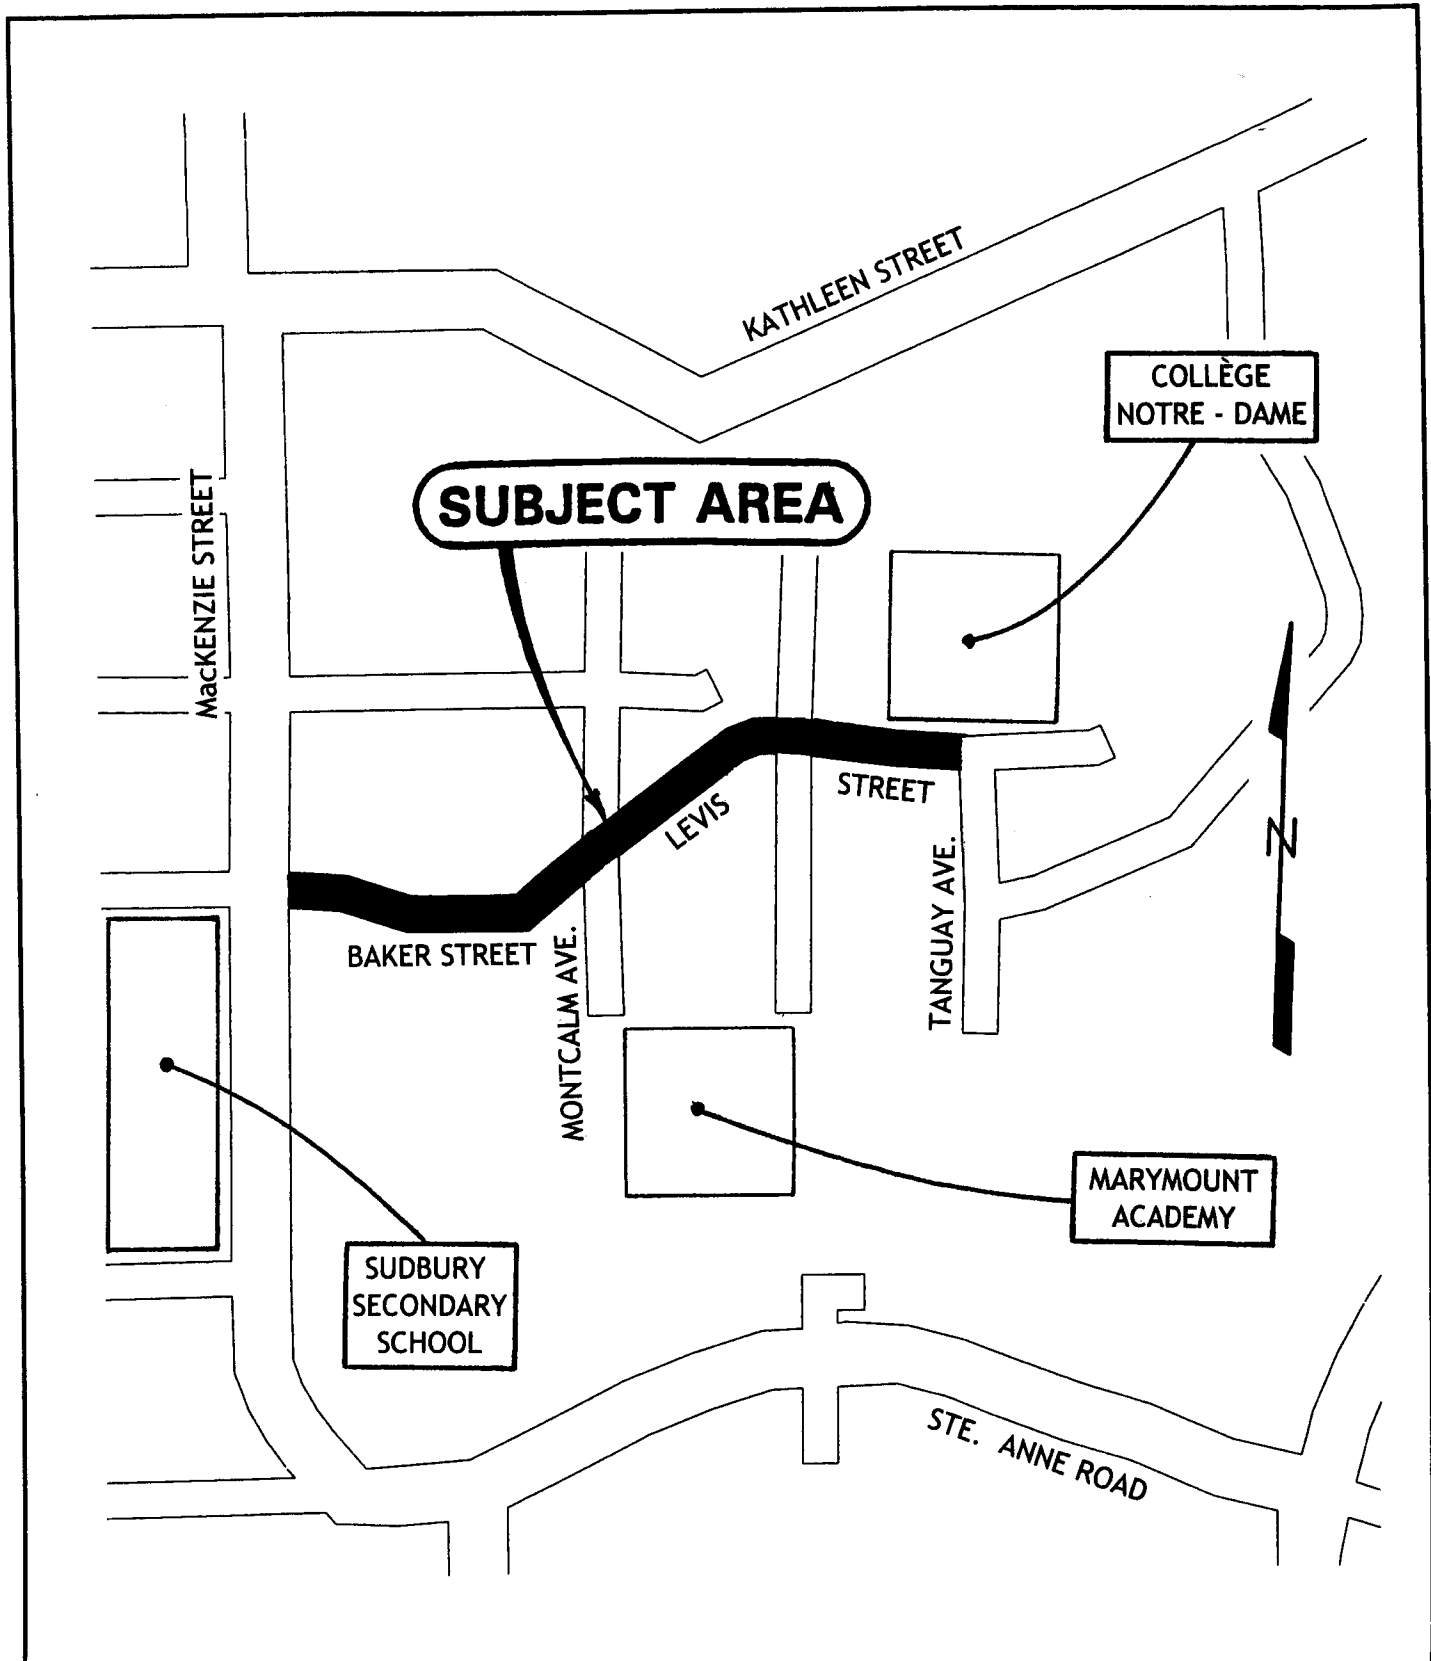 KATHLEEN STREET
COLLÈGE
NOTRE - DAME
SUBJECT AREA
MacKENZIE STREET
STREET
LEVIS
TANGUAY AVE.
N
BAKER STREET
MONTCALM AVE.
MARYMOUNT
ACADEMY
SUDBURY
SECONDARY
SCHOOL
STE. ANNE ROAD